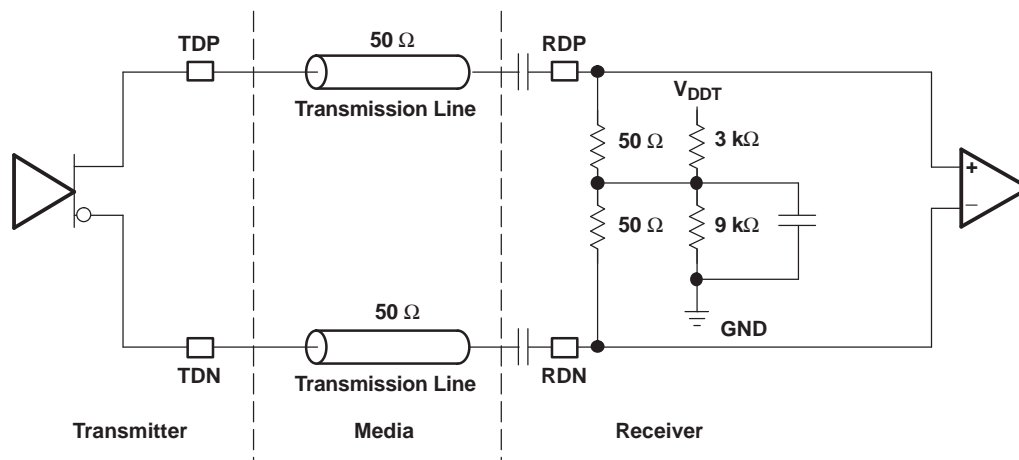 TDP
50 Ω
RDP
Transmission Line
VDDT
50 Ω
3 kΩ
+
−
50 Ω
9 kΩ
50 Ω
GND
TDN
Transmission Line
RDN
Transmitter
Media
Receiver